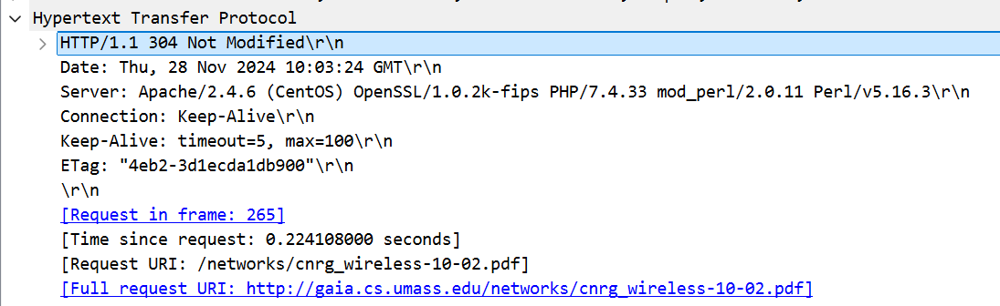 Hypertext Transfer Protocol
HTTP/1.1 304 Not Modified\r\n
Date: Thu, 28 Nov 2024 10:03:24 GMT\r\n
Server: Apache/2.4.6 (CentOS) OpenSSL/1.0.2k-fips PHP/7.4.33 mod_perl/2.0.11 Perl/v5.16.3\r\n
Connection: Keep-Alive\r\n
Keep-Alive: timeout=5, max=100\r\n
ETag: "4eb2-3d1ecda1db900"\r\n
\r\n
[Request in frame: 265]
[Time since request: 0.224108000 seconds]
[Request URI: /networks/cnrg_wireless-10-02.pdf]
[Full request URI: http://gaia.cs.umass.edu/networks/cnrg_wireless-10-02.pdf]